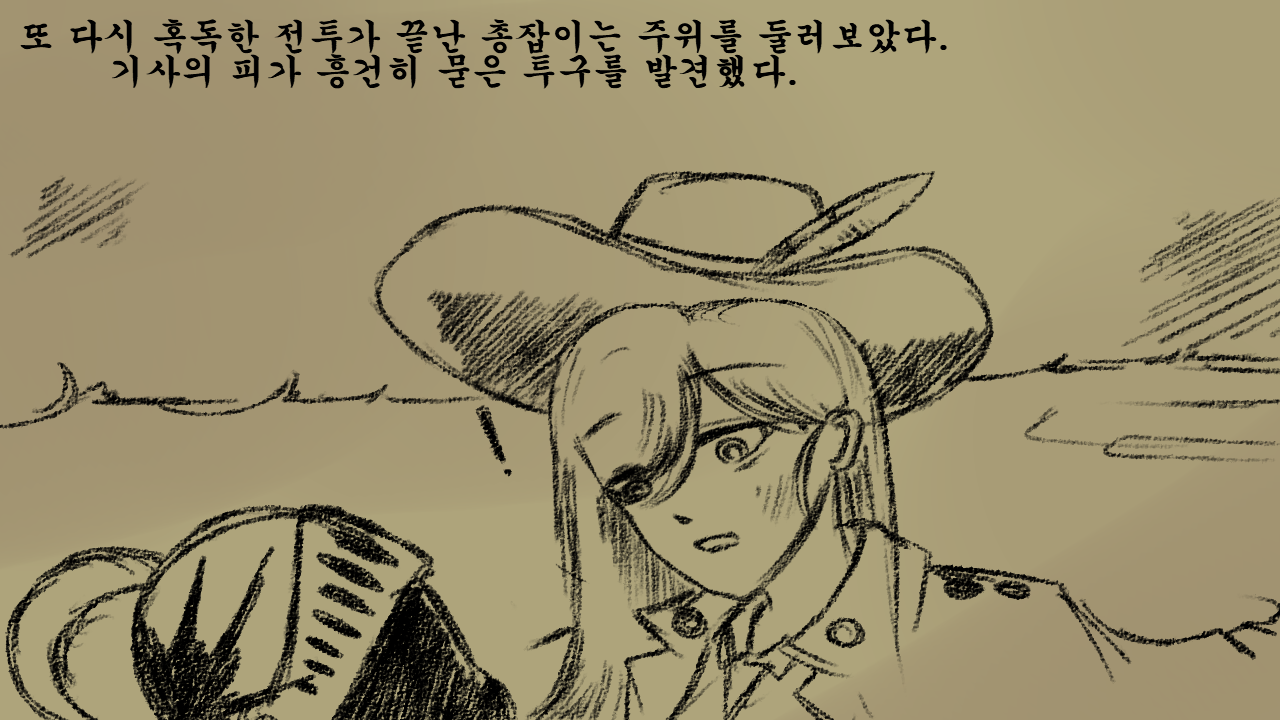 또 다시 혹독한 전투가 끝난 총잡이는 주위를 둘러보았다.
기사의 피가 흥건히 묻은 투구를 발견했다.